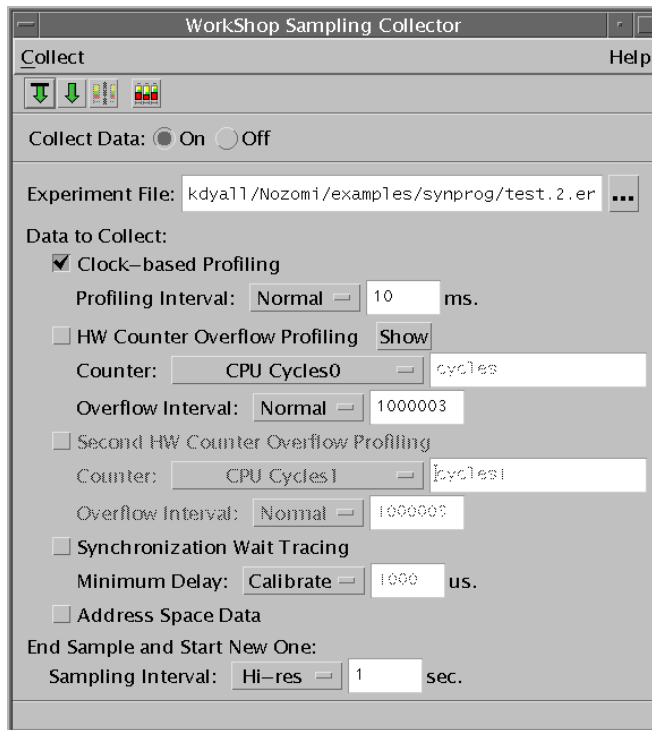 WorkShop Sampling Collector
Collect Help
Collect Data: On Off
Experiment File: kdyall/Nozomi/examples/synprog/test.2.er ...
Data to Collect:
Clock-based Profiling
Profiling Interval: Normal 10 ms.
HW Counter Overflow Profiling Show
Counter: CPU Cycles0 cycles
Overflow Interval: Normal 1000003
Second HW Counter Overflow Profiling
Counter: CPU Cycles1 cycles1
Overflow Interval: Normal 1000003
Synchronization Wait Tracing
Minimum Delay: Calibrate 1000 us.
Address Space Data
End Sample and Start New One:
Sampling Interval: Hi-res 1 sec.